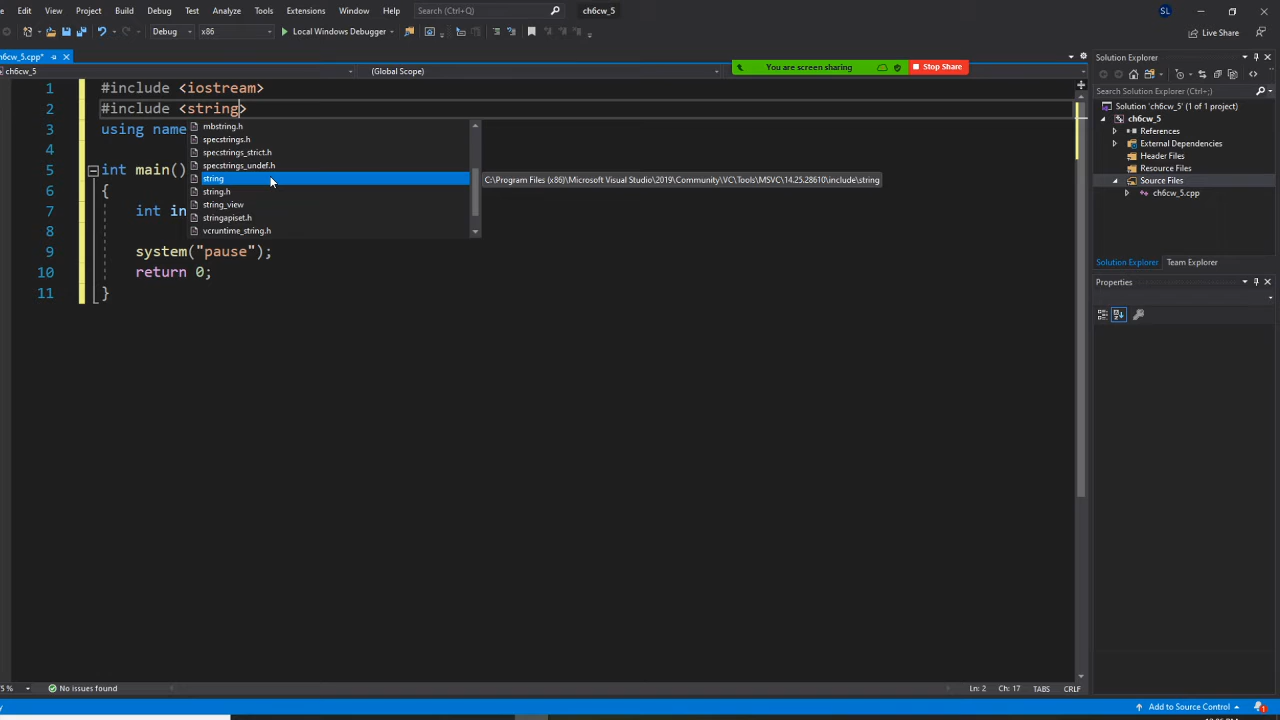 Edit View Project Build Debug Test Analyze Tools Extensions Window Help Search (Ctrl+Q) ch6cw_5 SL
Debug x86 Local Windows Debugger Live Share
ch6cw_5.cpp*
ch6cw_5 (Global Scope)
You are screen sharing Stop Share
1 #include <iostream>
2 #include <string>
3 using name
4
5 int main()
6 {
7 int in
8
9 system("pause");
10 return 0;
11 }
mbstring.h
specstrings.h
specstrings_strict.h
specstrings_undef.h
string
string.h
string_view
stringapiset.h
vcruntime_string.h
C:\Program Files (x86)\Microsoft Visual Studio\2019\Community\VC\Tools\MSVC\14.25.28610\include\string
Solution Explorer
Search Solution Explorer (Ctrl+;)
Solution 'ch6cw_5' (1 of 1 project)
ch6cw_5
References
External Dependencies
Header Files
Resource Files
Source Files
ch6cw_5.cpp
Solution Explorer Team Explorer
Properties
No issues found
Ln: 2 Ch: 17 TABS CRLF
Add to Source Control 1